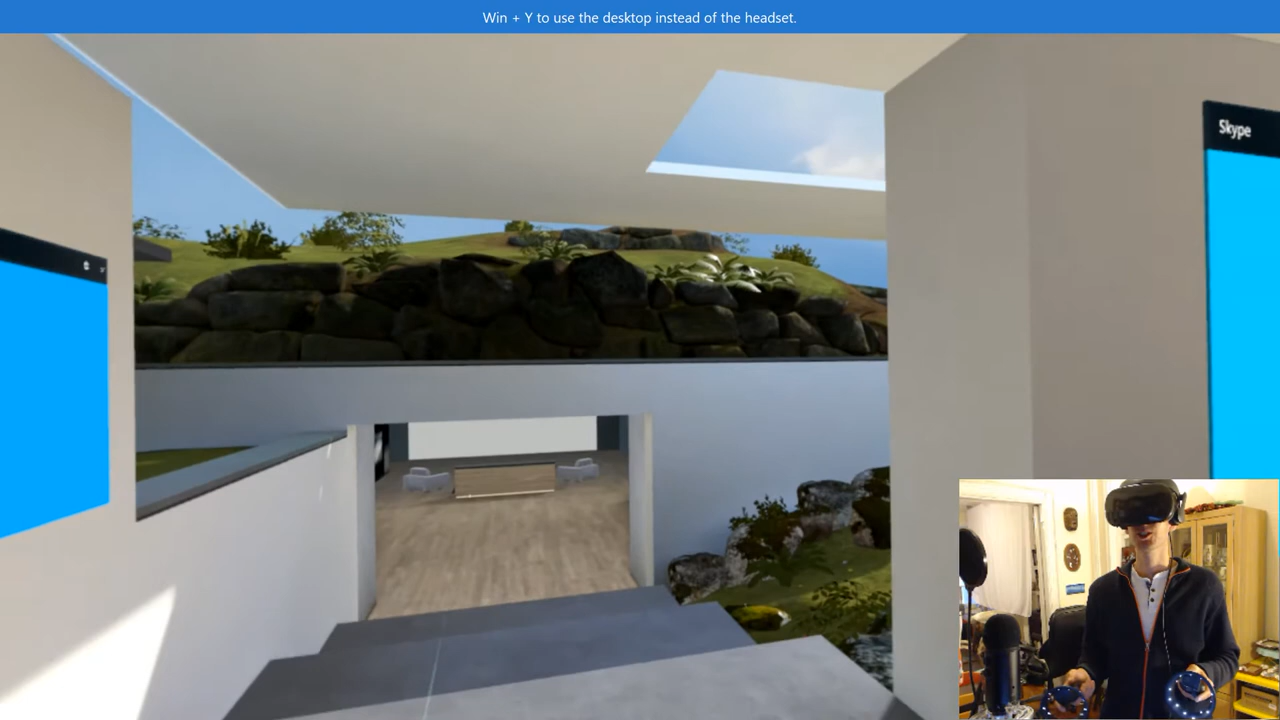 Win + Y to use the desktop instead of the headset.
Skype